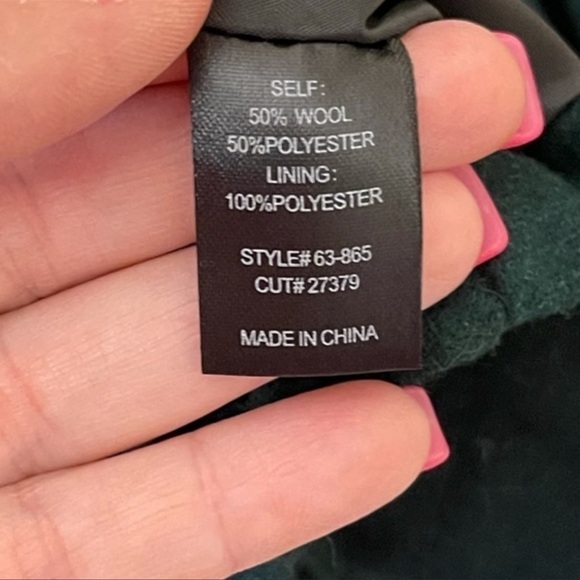 SELF:
50% WOOL
50%POLYESTER
LINING:
100%POLYESTER
STYLE# 63-865
CUT# 27379
MADE IN CHINA